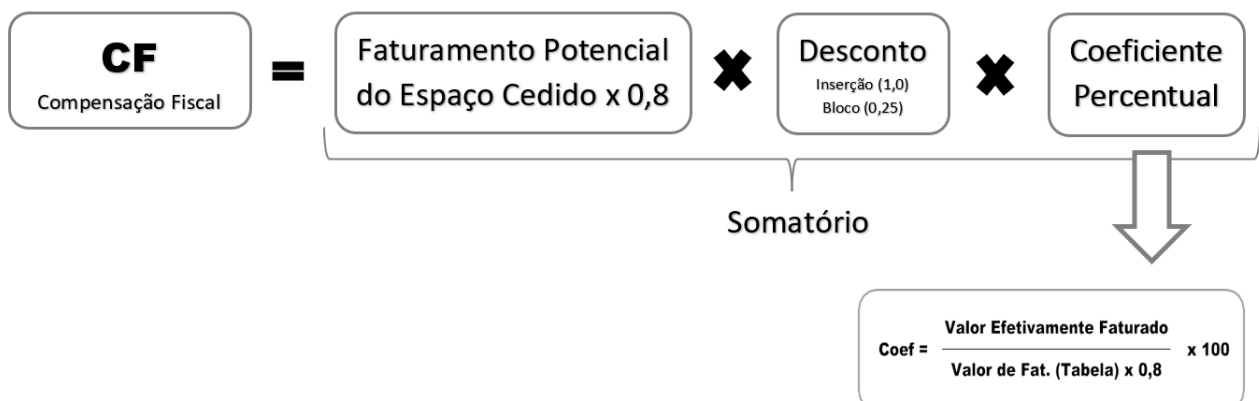 CF
Compensação Fiscal
=
Faturamento Potencial
do Espaço Cedido x 0,8
✖
Desconto
Inserção (1,0)
Bloco (0,25)
✖
Coeficiente
Percentual
Somatório
Coef =
Valor Efetivamente Faturado
Valor de Fat. (Tabela) x 0,8
x 100